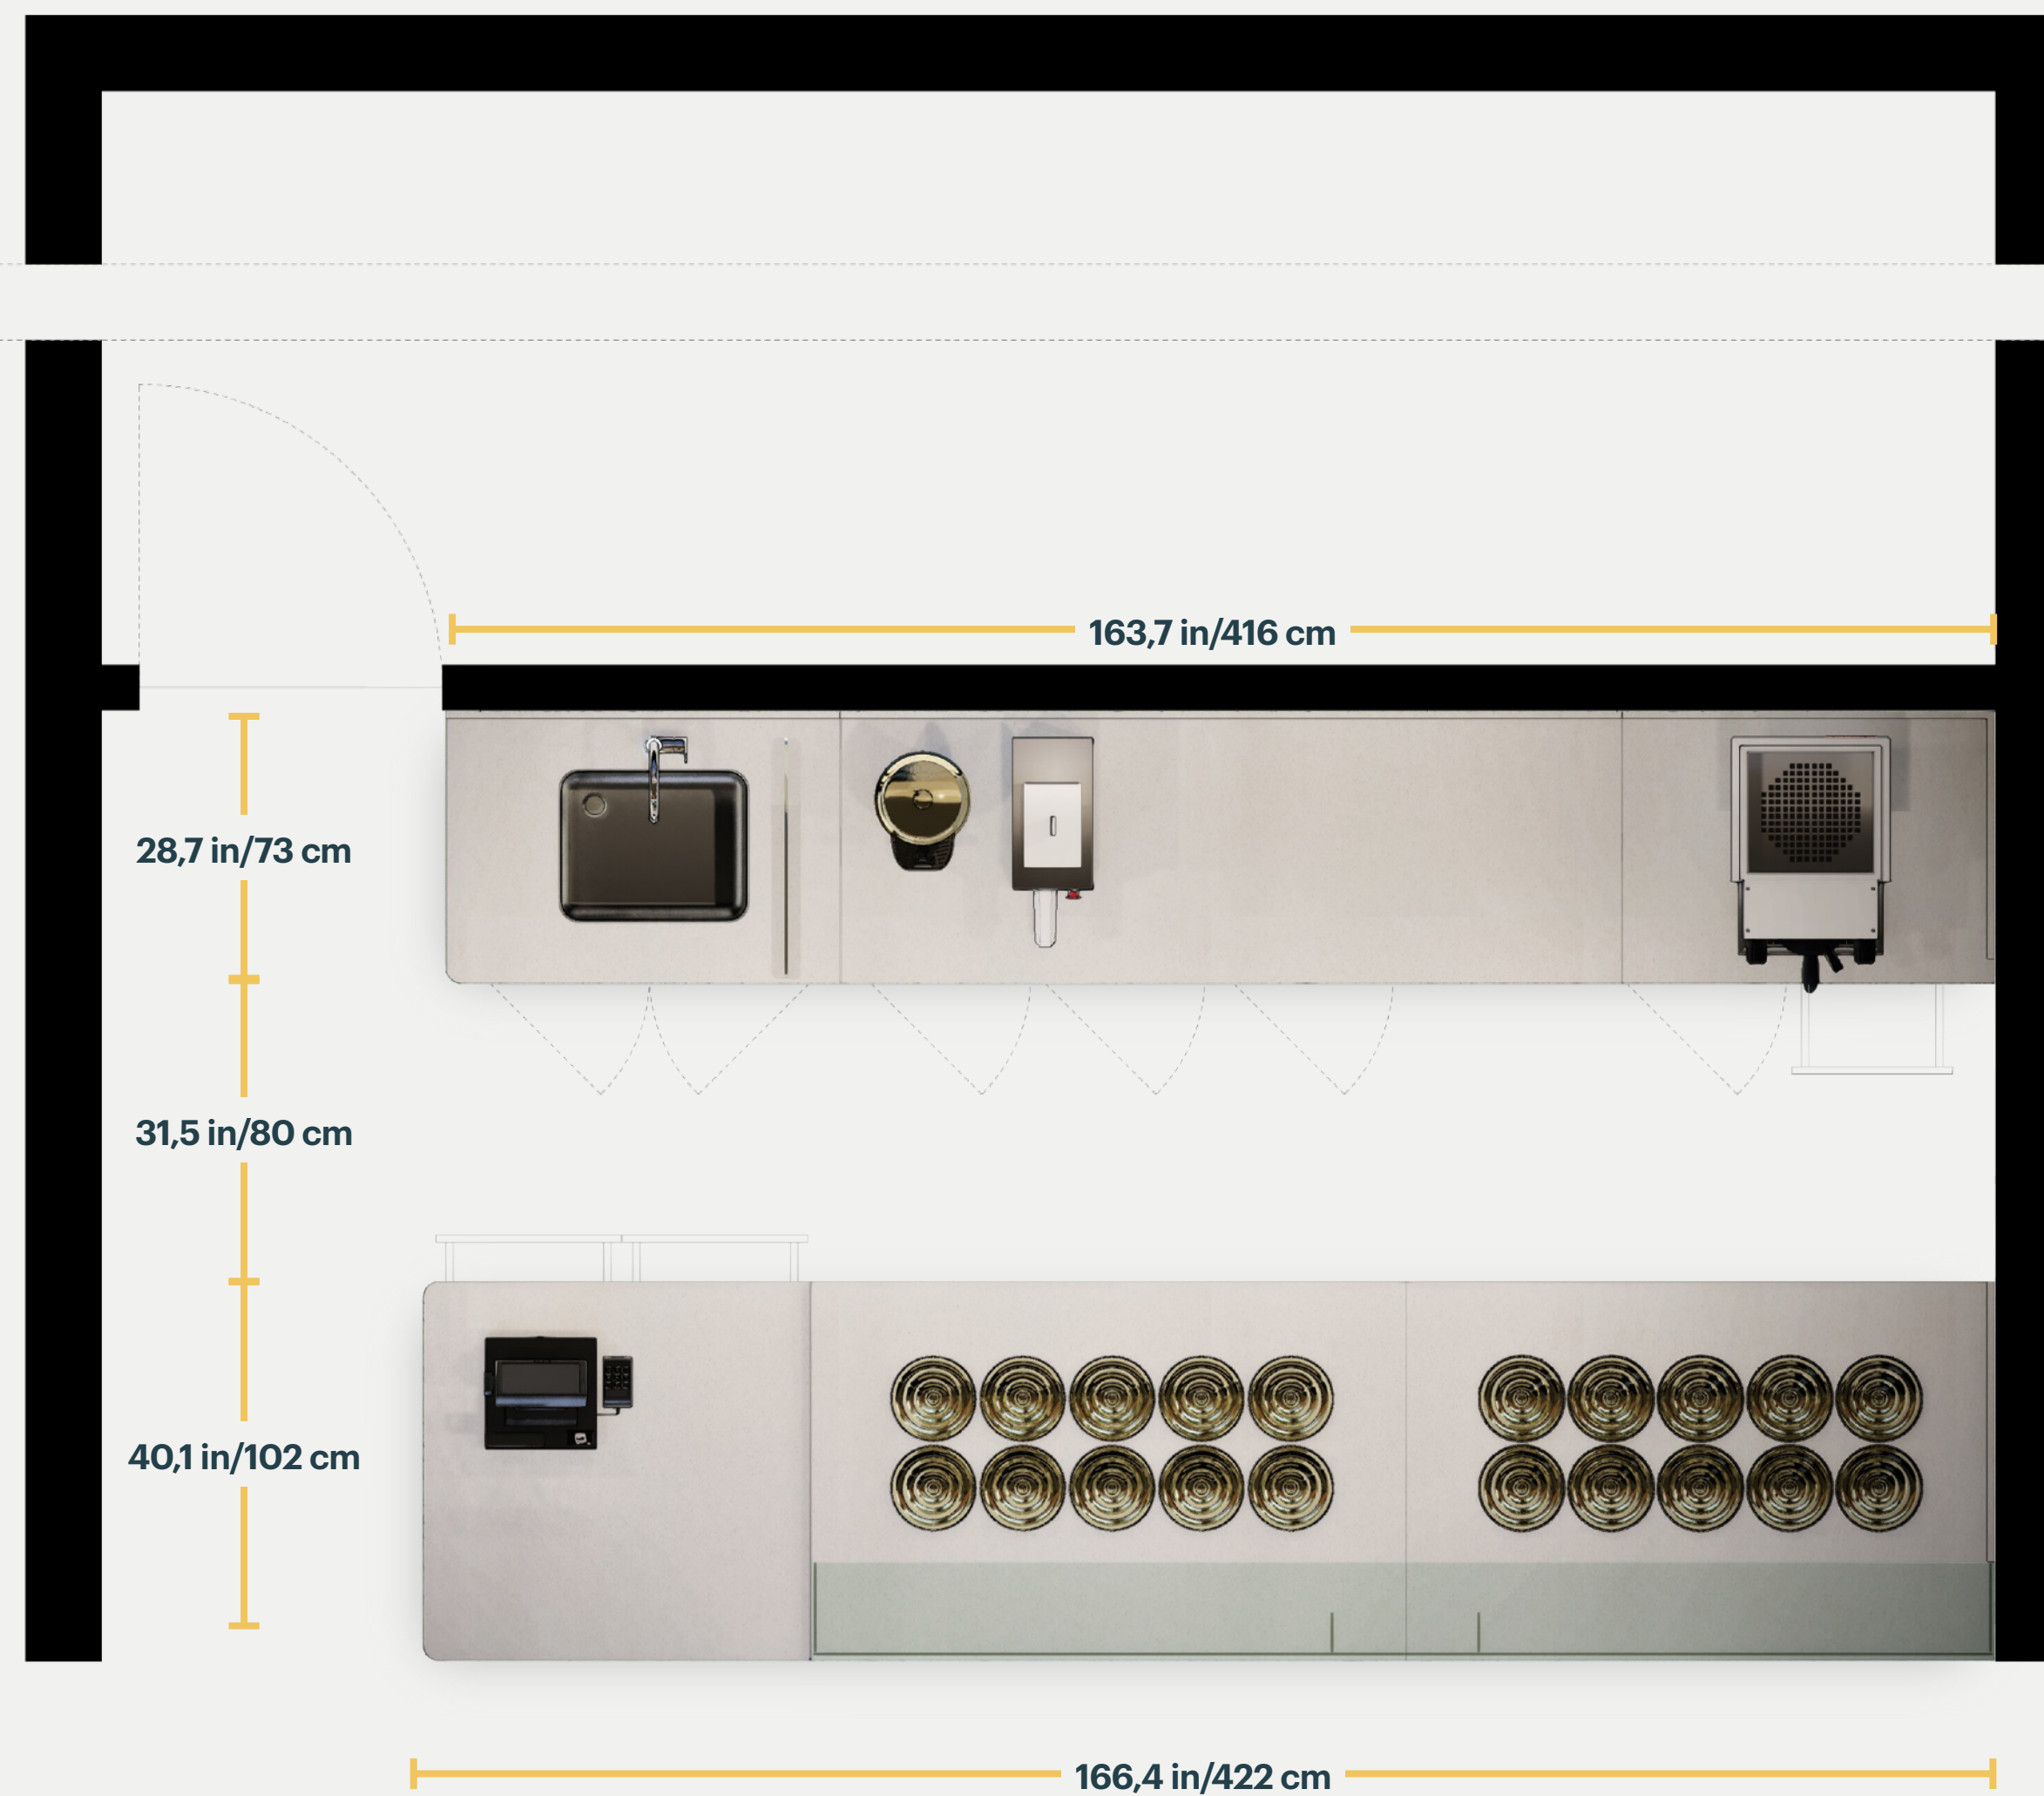 163,7 in/416 cm
28,7 in/73 cm
31,5 in/80 cm
40,1 in/102 cm
166,4 in/422 cm